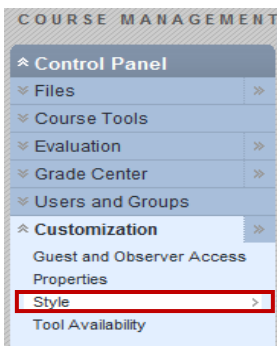 COURSE MANAGEMENT
Control Panel
Files
Course Tools
Evaluation
Grade Center
Users and Groups
Customization
Guest and Observer Access
Properties
Style
Tool Availability